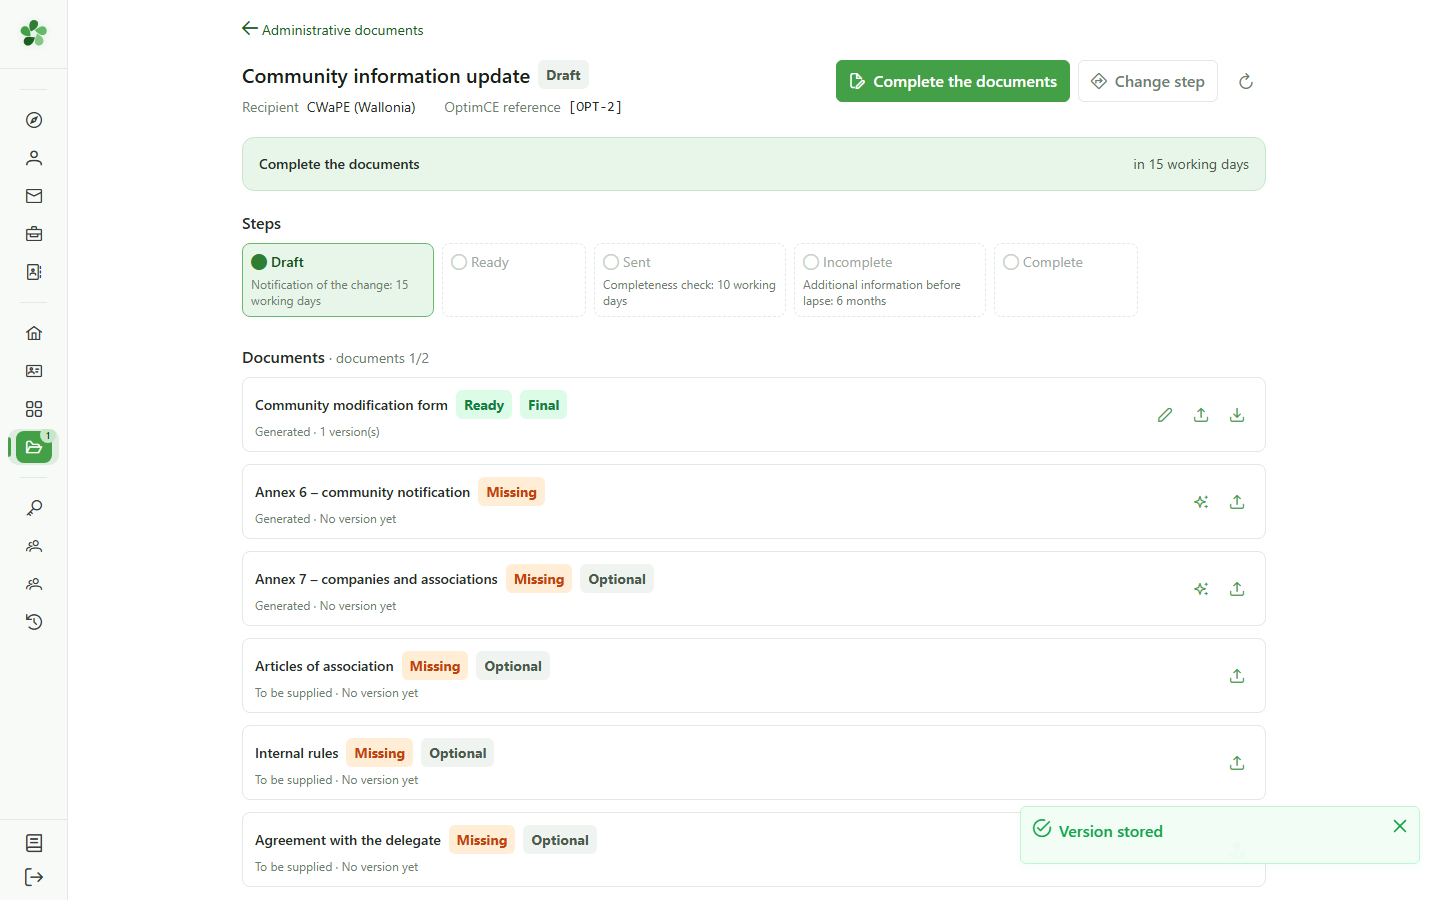 Administrative documents
Community information update
Draft
Complete the documents
Change step
Recipient CWaPE (Wallonia)
OptimCE reference [OPT-2]
Complete the documents
in 15 working days
Steps
Draft
Notification of the change: 15
working days
Ready
Sent
Completeness check: 10 working
days
Incomplete
Additional information before
lapse: 6 months
Complete
Documents · documents 1/2
Community modification form
Ready
Final
Generated · 1 version(s)
1
Annex 6 – community notification
Missing
Generated · No version yet
Annex 7 – companies and associations
Missing
Optional
Generated · No version yet
Articles of association
Missing
Optional
To be supplied · No version yet
Internal rules
Missing
Optional
To be supplied · No version yet
Agreement with the delegate
Missing
Optional
To be supplied · No version yet
Version stored